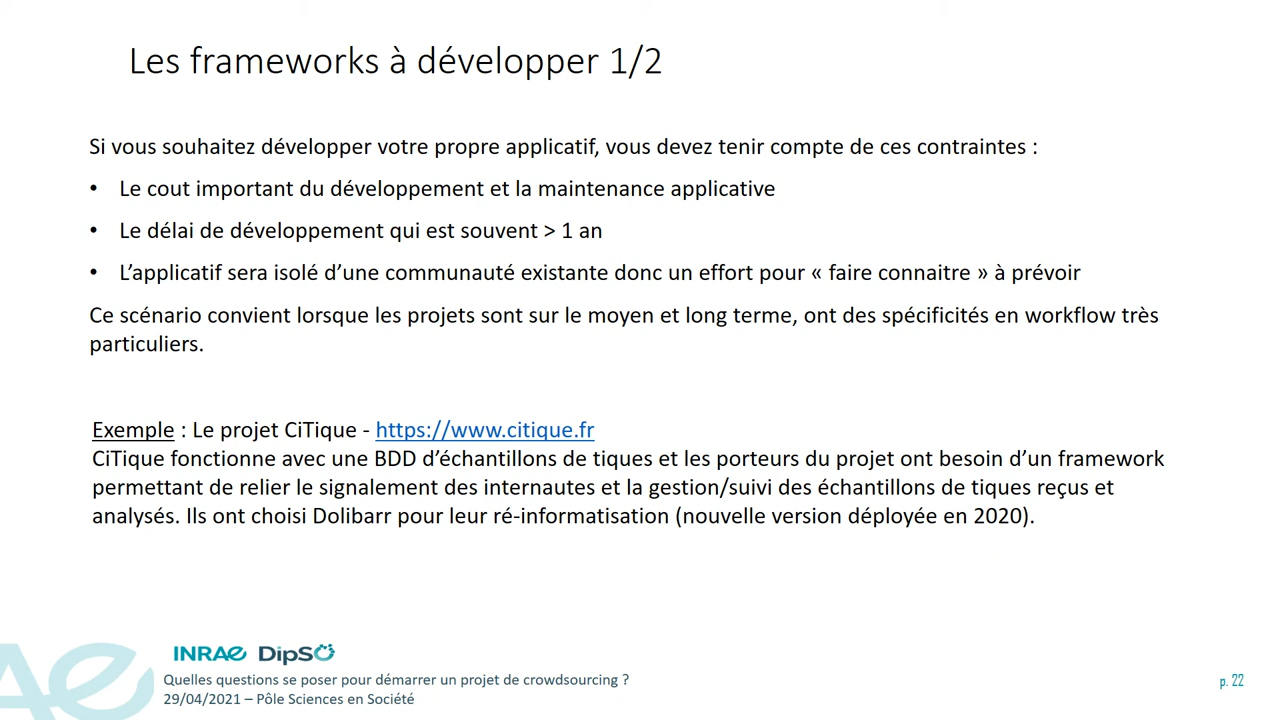 Les frameworks à développer 1/2
Si vous souhaitez développer votre propre applicatif, vous devez tenir compte de ces contraintes :
• Le cout important du développement et la maintenance applicative
• Le délai de développement qui est souvent > 1 an
• L’applicatif sera isolé d’une communauté existante donc un effort pour « faire connaitre » à prévoir
Ce scénario convient lorsque les projets sont sur le moyen et long terme, ont des spécificités en workflow très
particuliers.
Exemple : Le projet CiTique - https://www.citique.fr
CiTique fonctionne avec une BDD d’échantillons de tiques et les porteurs du projet ont besoin d’un framework
permettant de relier le signalement des internautes et la gestion/suivi des échantillons de tiques reçus et
analysés. Ils ont choisi Dolibarr pour leur ré-informatisation (nouvelle version déployée en 2020).
INRAE DipSO
Quelles questions se poser pour démarrer un projet de crowdsourcing ?
29/04/2021 – Pôle Sciences en Société
p. 22